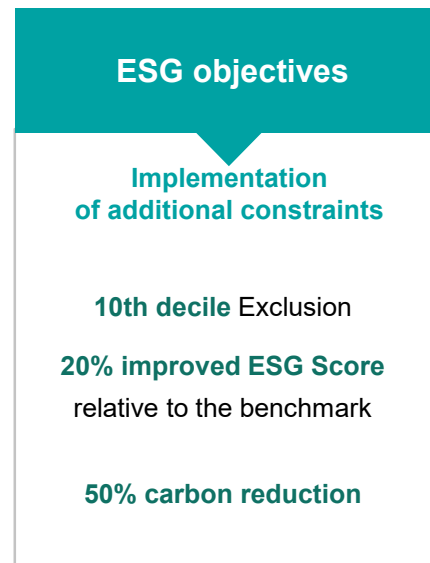 ESG objectives
Implementation
of additional constraints
10th decile Exclusion
20% improved ESG Score
relative to the benchmark
50% carbon reduction